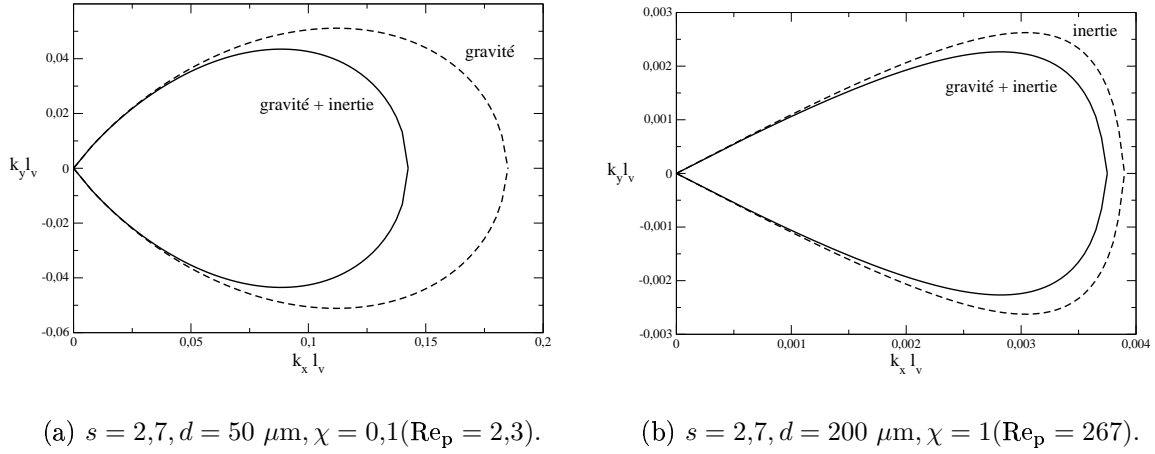 0,04
0,02
0
-0,02
-0,04
-0,06
k_y l_v
gravité
gravité + inertie
0
0,05
0,1
0,15
0,2
k_x l_v
0,003
0,002
0,001
0
-0,001
-0,002
-0,003
k_y l_v
inertie
gravité + inertie
0
0,001
0,002
0,003
0,004
k_x l_v
(a) s = 2,7, d = 50 μm, χ = 0,1(Re_p = 2,3).
(b) s = 2,7, d = 200 μm, χ = 1(Re_p = 267).